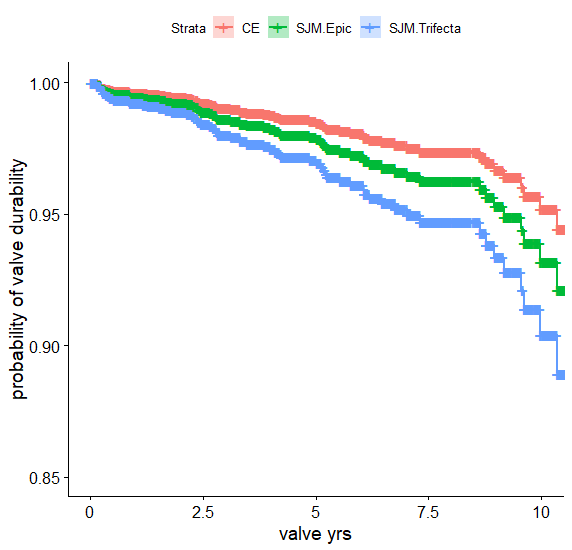 Strata CE SJM.Epic SJM.Trifecta
1.00
0.95
0.90
0.85
probability of valve durability
0 2.5 5 7.5 10
valve yrs